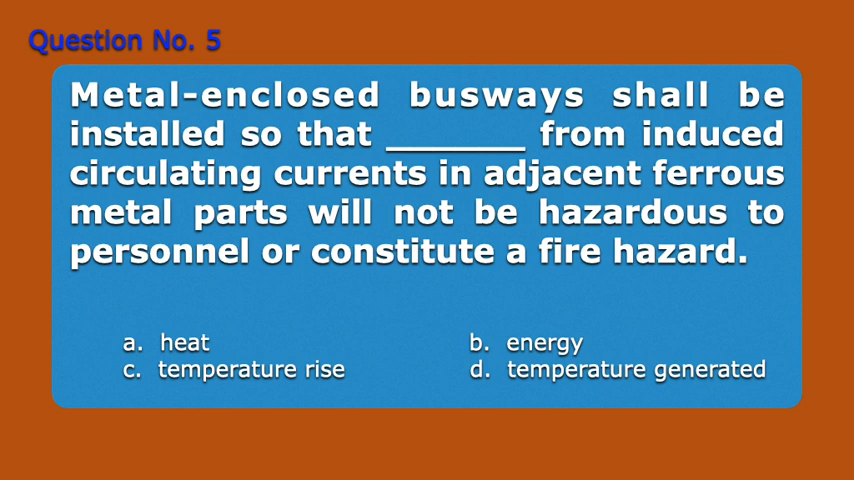 Question No. 5
Metal-enclosed busways shall be
installed so that _______ from induced
circulating currents in adjacent ferrous
metal parts will not be hazardous to
personnel or constitute a fire hazard.
a. heat
b. energy
c. temperature rise
d. temperature generated